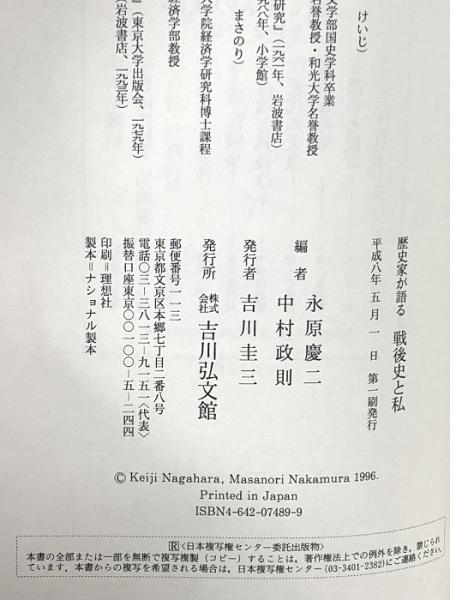 けいじ）
文学部国史学科卒業
名誉教授・和光大学名誉教授
研究』（一九六一年、岩波書店）
九八年、小学館）
まさのり）
学院経済学研究科博士課程
経済学部教授
』（東京大学出版会、一九七九年）
（岩波書店、一九九三年）
歴史家が語る 戦後史と私
平成八年五月一日 第一刷発行
編者 永原慶二
中村政則
発行者 吉川圭三
発行所 株式会社 吉川弘文館
郵便番号一一三
東京都文京区本郷七丁目二番八号
電話〇三―三八一三―九一五一〈代表〉
振替口座東京〇〇一〇〇―五―二四四
印刷＝理想社
製本＝ナショナル製本
© Keiji Nagahara, Masanori Nakamura 1996.
Printed in Japan
ISBN4-642-07489-9
R〈日本複写権センター委託出版物〉
本書の全部または一部を無断で複写複製（コピー）することは，著作権法上での例外を除き，禁じられ
ています．本書からの複写を希望される場合は，日本複写権センター(03-3401-2382)にご連絡ください．